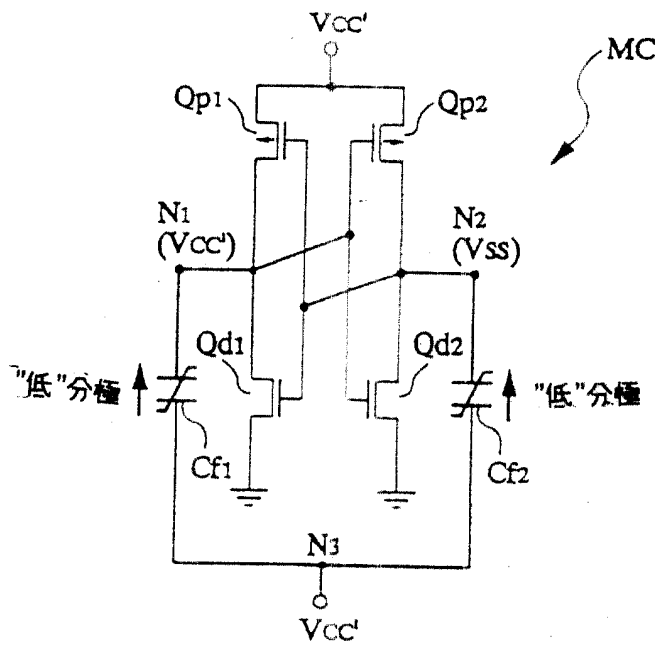 VCC'
MC
Qp1
Qp2
N1
(VCC')
N2
(VSS)
Qd1
Qd2
"低"分極
"低"分極
Cf1
Cf2
N3
VCC'